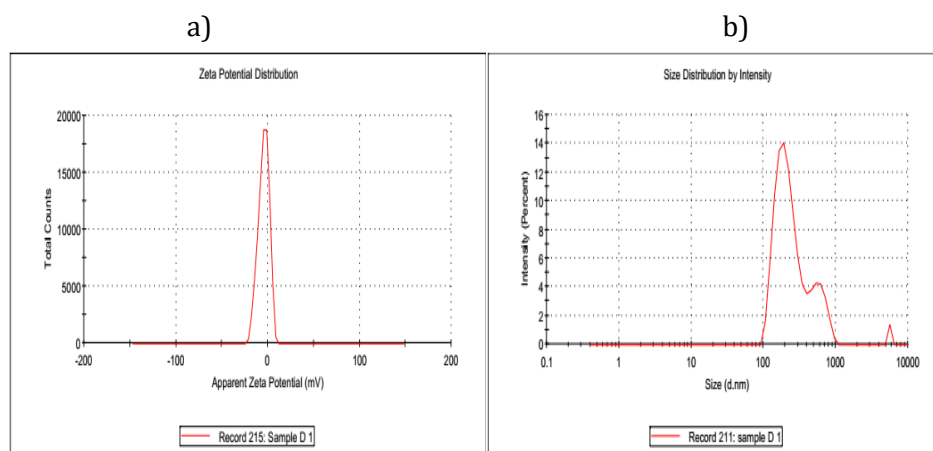 a)
b)
Zeta Potential Distribution
20000
15000
10000
5000
0
Total Counts
-200 -100 0 100 200
Apparent Zeta Potential (mV)
Record 215: Sample D 1
Size Distribution by Intensity
16
14
12
10
8
6
4
2
0
Intensity (Percent)
0.1 1 10 100 1000 10000
Size (d.nm)
Record 211: sample D 1